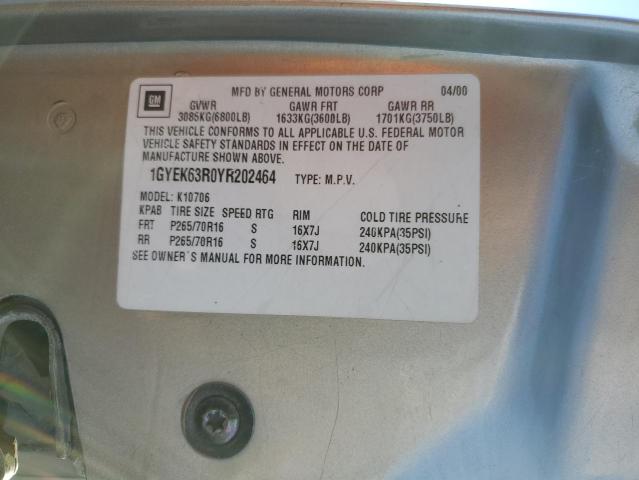 GM
MFD BY GENERAL MOTORS CORP 04/00
GVWR GAWR FRT GAWR RR
3085KG(6800LB) 1633KG(3600LB) 1701KG(3750LB)
THIS VEHICLE CONFORMS TO ALL APPLICABLE U.S. FEDERAL MOTOR
VEHICLE SAFETY STANDARDS IN EFFECT ON THE DATE OF
MANUFACTURE SHOWN ABOVE.
1GYEK63R0YR202464 TYPE: M.P.V.
MODEL: K10706
KPAB TIRE SIZE SPEED RTG RIM COLD TIRE PRESSURE
FRT P265/70R16 S 16X7J 240KPA(35PSI)
RR P265/70R16 S 16X7J 240KPA(35PSI)
SEE OWNER'S MANUAL FOR MORE INFORMATION.